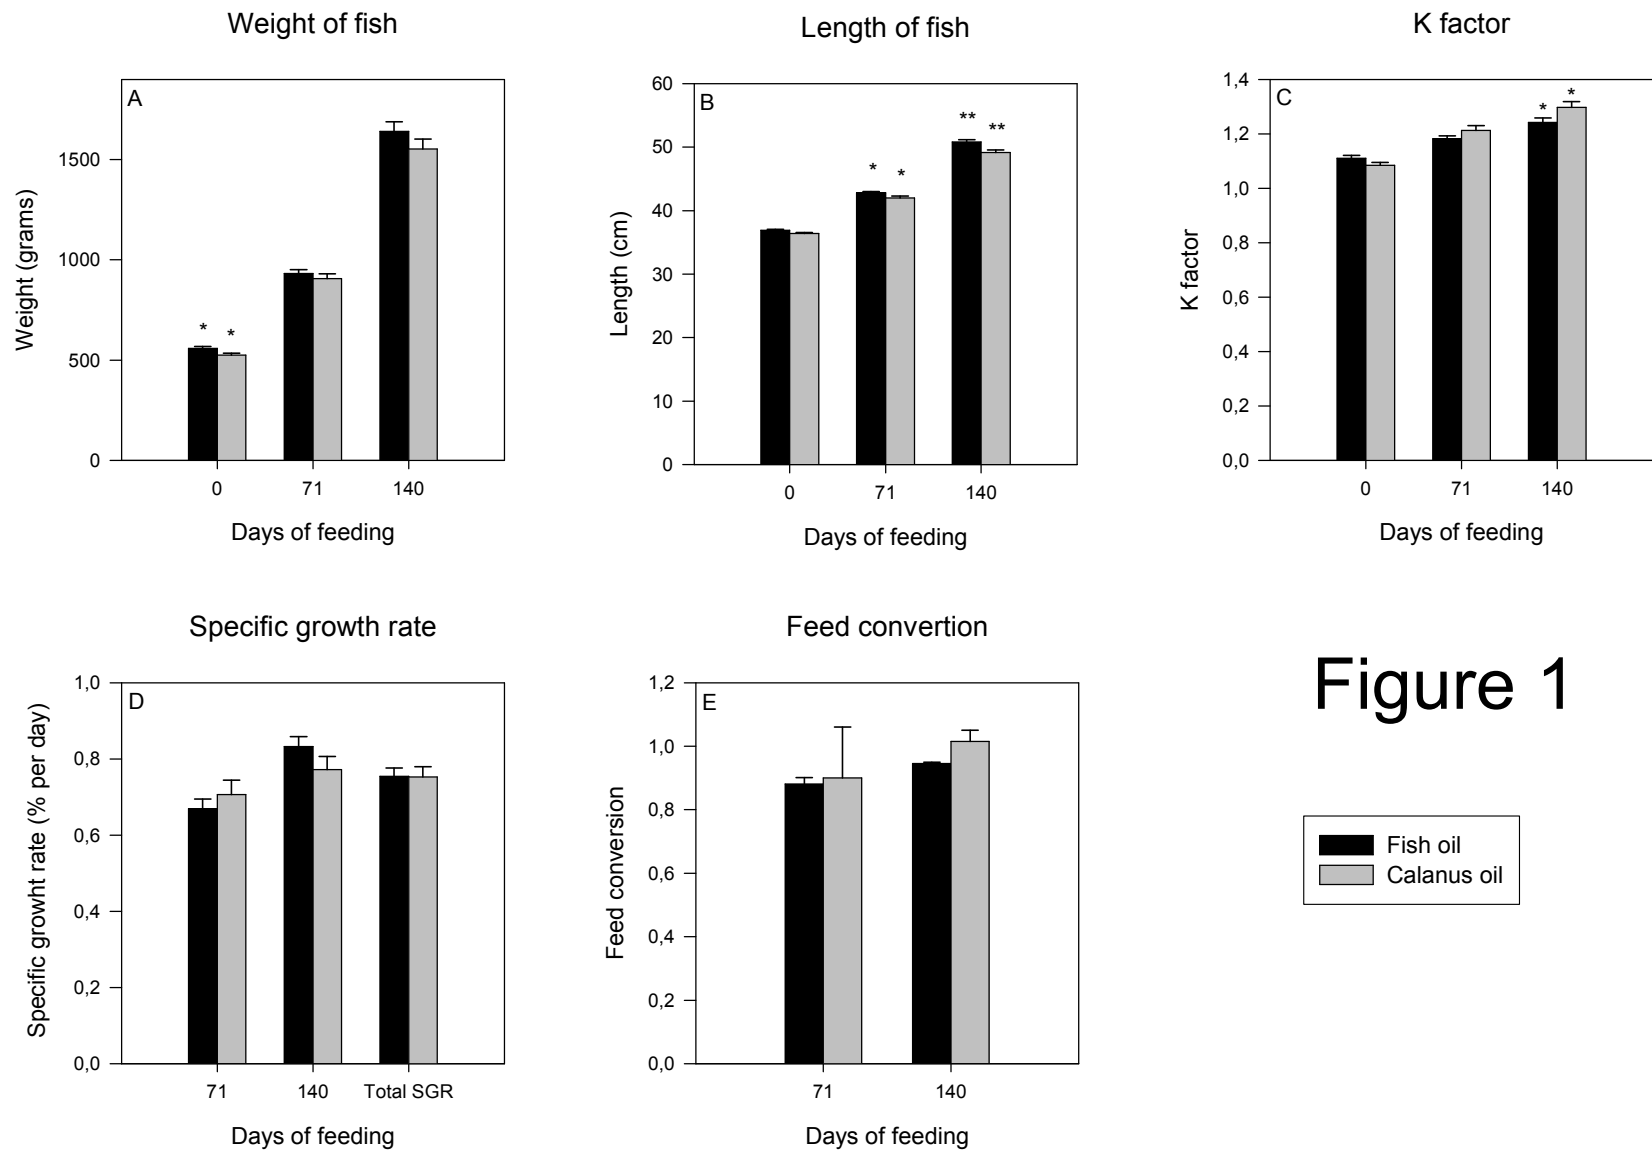 Weight of fish
A
Weight (grams)
1500
1000
500
0
* *
0 71 140
Days of feeding
Length of fish
B
Length (cm)
60
50
40
30
20
10
0
* *
** **
0 71 140
Days of feeding
K factor
C
K factor
1,4
1,2
1,0
0,8
0,6
0,4
0,2
0,0
* *
0 71 140
Days of feeding
Specific growth rate
D
Specific growht rate (% per day)
1,0
0,8
0,6
0,4
0,2
0,0
71 140 Total SGR
Days of feeding
Feed convertion
E
Feed conversion
1,2
1,0
0,8
0,6
0,4
0,2
0,0
71 140
Days of feeding
Figure 1
Fish oil
Calanus oil